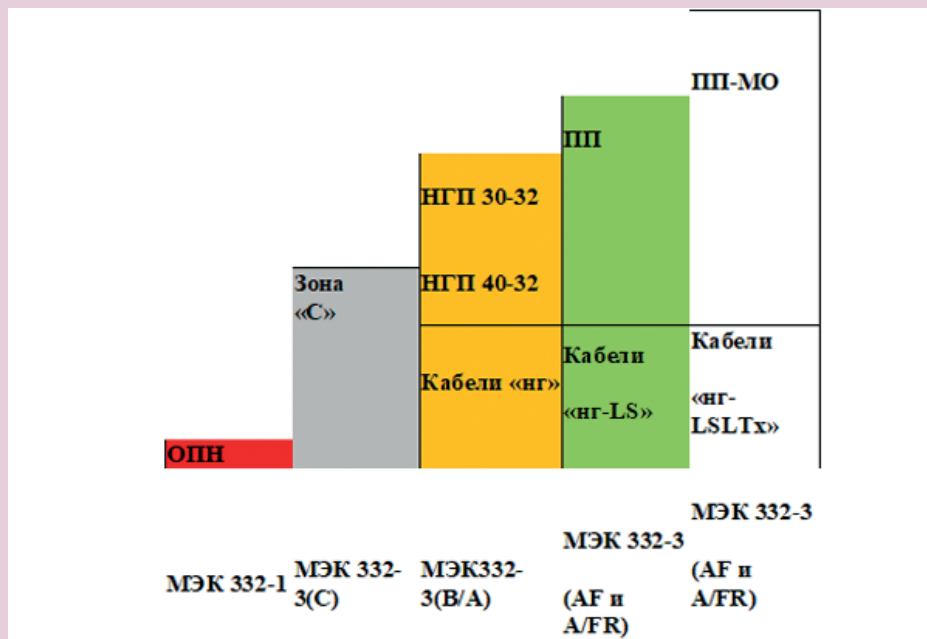 ПП-МО
ПП
НГП 30-32
Зона
«С»
НГП 40-32
Кабели
«нг-
LSLTx»
Кабели
«нг-LS»
Кабели «нг»
ОПН
МЭК 332-1
МЭК 332-
3(С)
МЭК332-
3(В/А)
МЭК 332-3
(AF и
A/FR)
МЭК 332-3
(AF и
A/FR)